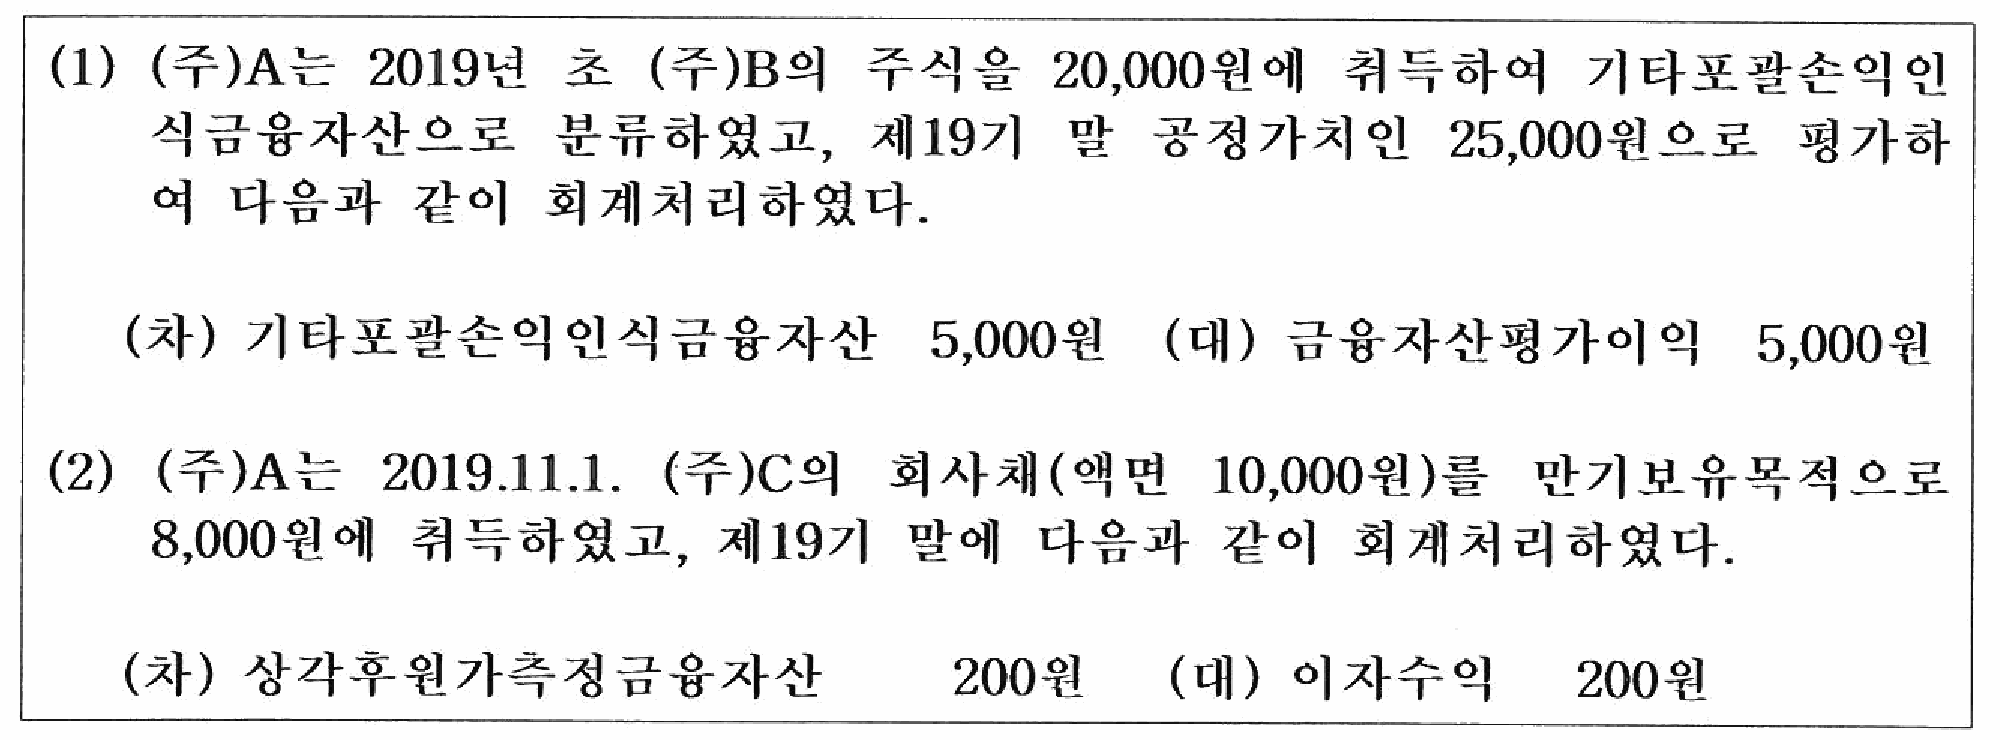 (1) (주)A는 2019년 초 (주)B의 주식을 20,000원에 취득하여 기타포괄손익인
식금융자산으로 분류하였고, 제19기 말 공정가치인 25,000원으로 평가하
여 다음과 같이 회계처리하였다.
(차) 기타포괄손익인식금융자산 5,000원 (대) 금융자산평가이익 5,000원
(2) (주)A는 2019.11.1. (주)C의 회사채(액면 10,000원)를 만기보유목적으로
8,000원에 취득하였고, 제19기 말에 다음과 같이 회계처리하였다.
(차) 상각후원가측정금융자산 200원 (대) 이자수익 200원